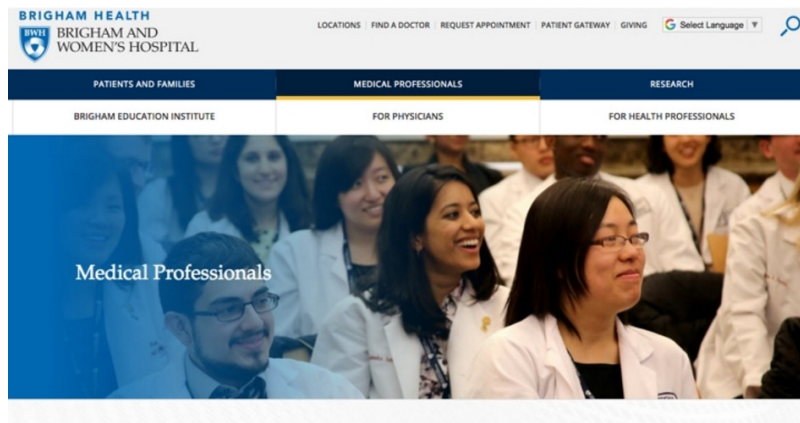 BRIGHAM HEALTH
BWH
BRIGHAM AND
WOMEN'S HOSPITAL
LOCATIONS FIND A DOCTOR REQUEST APPOINTMENT PATIENT GATEWAY GIVING Select Language
PATIENTS AND FAMILIES MEDICAL PROFESSIONALS RESEARCH
BRIGHAM EDUCATION INSTITUTE FOR PHYSICIANS FOR HEALTH PROFESSIONALS
Medical Professionals